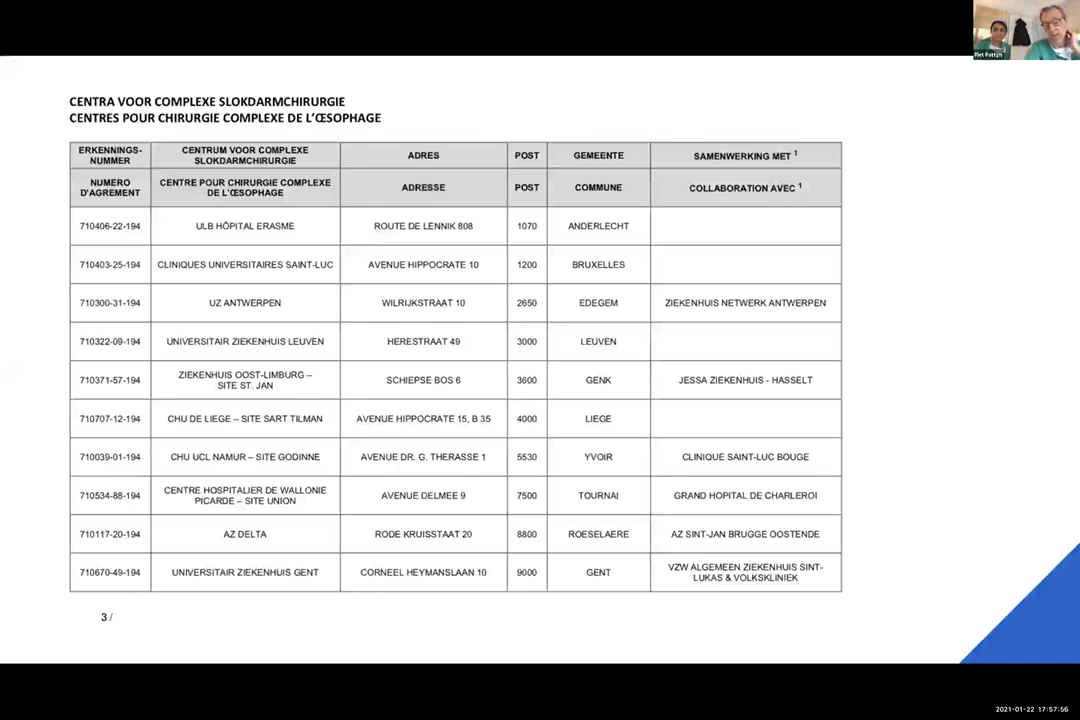 Piet Pattyn
CENTRA VOOR COMPLEXE SLOKDARMCHIRURGIE
CENTRES POUR CHIRURGIE COMPLEXE DE L'ŒSOPHAGE
ERKENNINGS-
NUMMER
CENTRUM VOOR COMPLEXE
SLOKDARMCHIRURGIE
ADRES
POST
GEMEENTE
SAMENWERKING MET 1
NUMERO
D'AGREMENT
CENTRE POUR CHIRURGIE COMPLEXE
DE L'ŒSOPHAGE
ADRESSE
POST
COMMUNE
COLLABORATION AVEC 1
710406-22-194 ULB HÔPITAL ERASME ROUTE DE LENNIK 808 1070 ANDERLECHT
710403-25-194 CLINIQUES UNIVERSITAIRES SAINT-LUC AVENUE HIPPOCRATE 10 1200 BRUXELLES
710300-31-194 UZ ANTWERPEN WILRIJKSTRAAT 10 2650 EDEGEM ZIEKENHUIS NETWERK ANTWERPEN
710322-09-194 UNIVERSITAIR ZIEKENHUIS LEUVEN HERESTRAAT 49 3000 LEUVEN
710371-57-194
ZIEKENHUIS OOST-LIMBURG –
SITE ST. JAN
SCHIEPSE BOS 6 3600 GENK JESSA ZIEKENHUIS - HASSELT
710707-12-194 CHU DE LIEGE – SITE SART TILMAN AVENUE HIPPOCRATE 15, B 35 4000 LIEGE
710039-01-194 CHU UCL NAMUR – SITE GODINNE AVENUE DR. G. THERASSE 1 5530 YVOIR CLINIQUE SAINT-LUC BOUGE
710534-88-194
CENTRE HOSPITALIER DE WALLONIE
PICARDE – SITE UNION
AVENUE DELMEE 9 7500 TOURNAI GRAND HOPITAL DE CHARLEROI
710117-20-194 AZ DELTA RODE KRUISSTAAT 20 8800 ROESELAERE AZ SINT-JAN BRUGGE OOSTENDE
710670-49-194 UNIVERSITAIR ZIEKENHUIS GENT CORNEEL HEYMANSLAAN 10 9000 GENT
VZW ALGEMEEN ZIEKENHUIS SINT-
LUKAS & VOLKSKLINIEK
3 /
2021-01-22 17:57:56